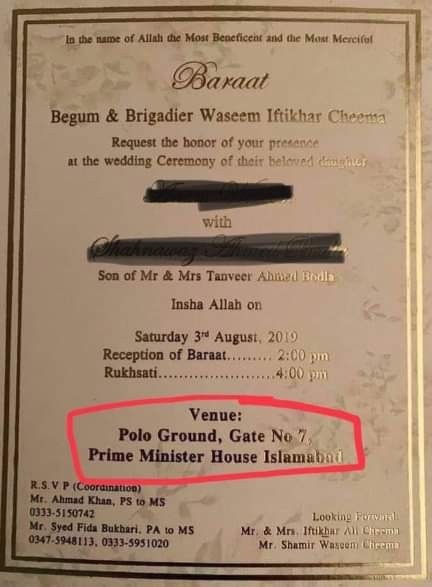 In the name of Allah the Most Beneficent and the Most Merciful
Baraat
Begum & Brigadier Waseem Iftikhar Cheema
Request the honor of your presence
at the wedding Ceremony of their beloved daughter
with
Son of Mr & Mrs Tanveer Ahmed Bodla
Insha Allah on
Saturday 3rd August, 2019
Reception of Baraat......... 2:00 pm
Rukhsati......................4:00 pm
Venue:
Polo Ground, Gate No 7,
Prime Minister House Islamabad
R.S.V.P (Coordination)
Mr. Ahmad Khan, PS to MS
0333-5150742
Mr. Syed Fida Bukhari, PA to MS
0347-5948113, 0333-5951020
Looking Forward:
Mr. & Mrs. Iftikhar Ali Cheema
Mr. Shamir Waseem Cheema